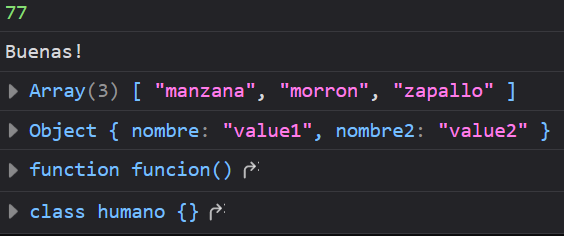 77
Buenas!
Array(3) [ "manzana", "morron", "zapallo" ]
Object { nombre: "value1", nombre2: "value2" }
function funcion()
class humano {}